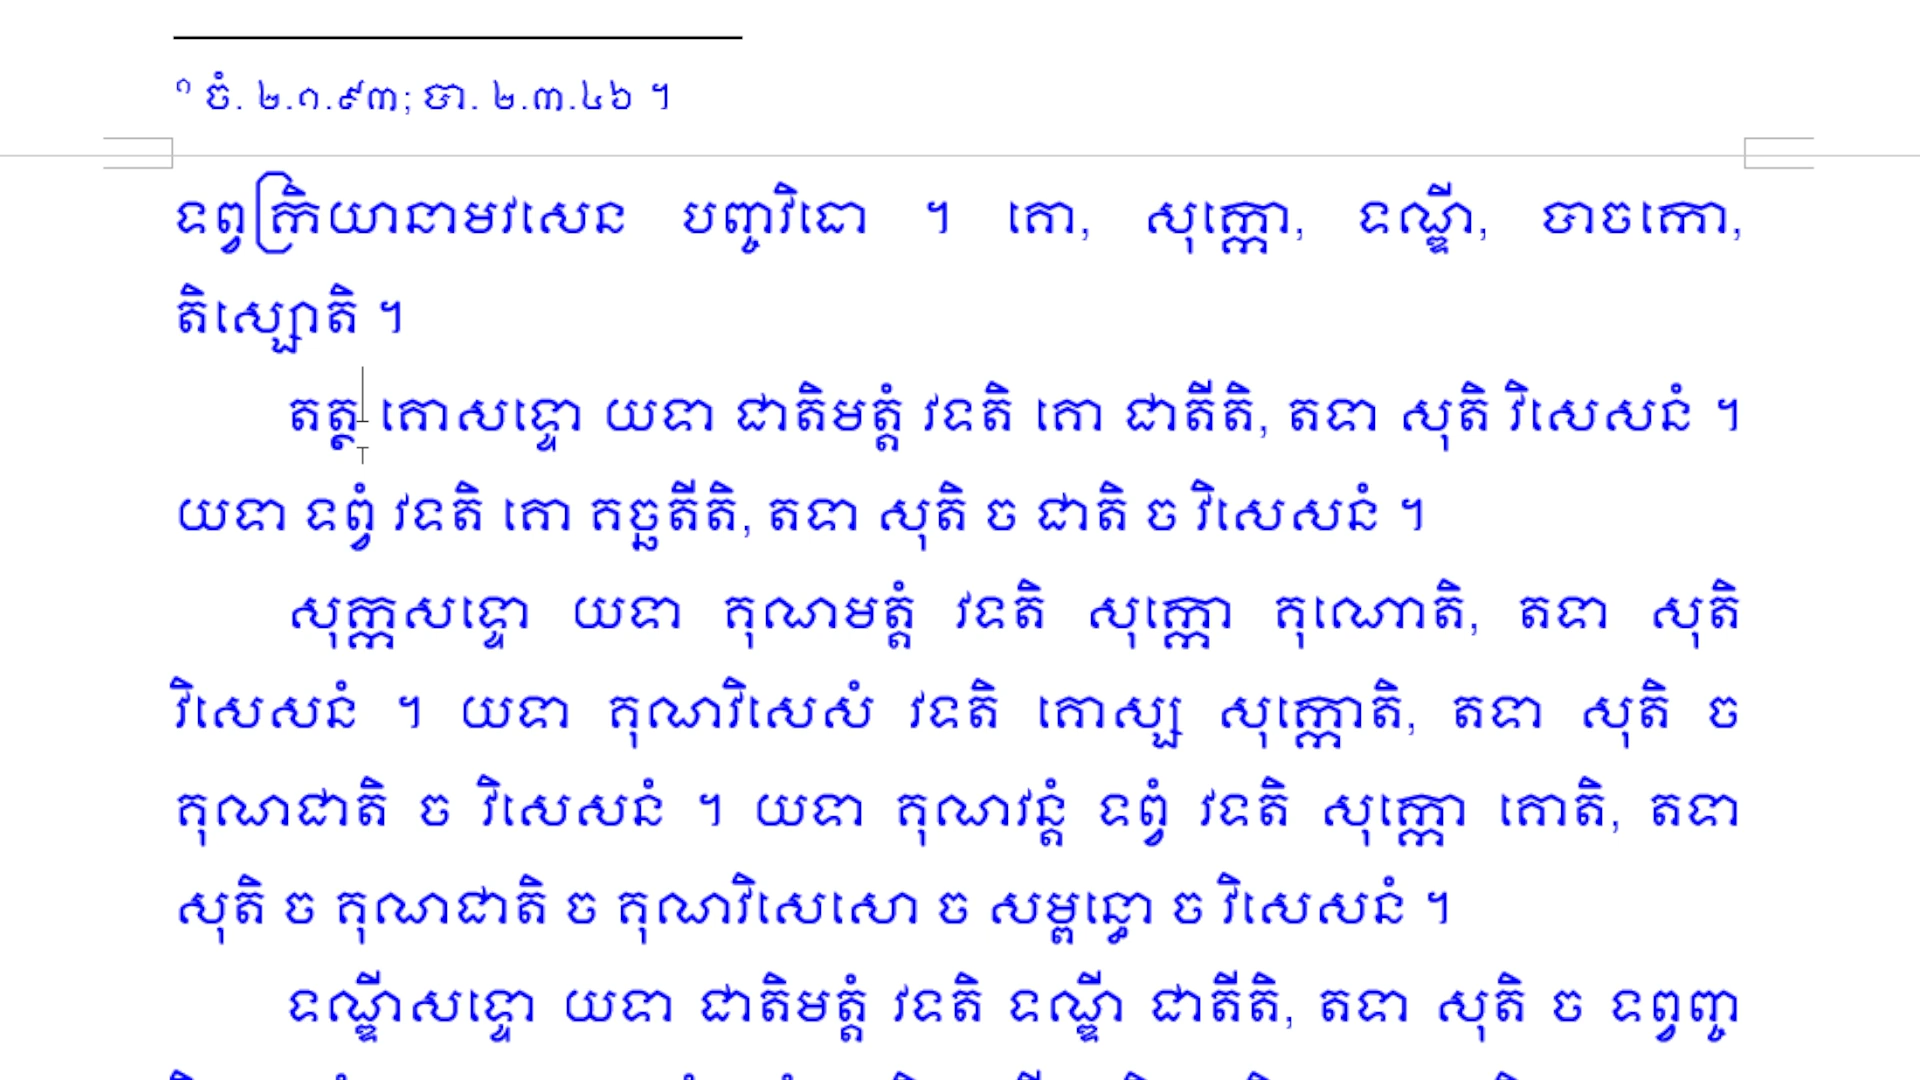 ១ ចំ. ២.១.៩៣; បា. ២.៣.៤៦ ។
ទព្វក្រិយានាមវសេន បញ្ចវិធោ ។ គោ, សុក្កោ, ទណ្ឌី, បាចកោ,
តិស្សោតិ ។
តត្ថ គោសទ្ទោ យទា ជាតិមត្តំ វទតិ គោ ជាតីតិ, តទា សុតិ វិសេសនំ ។
យទា ទព្វំ វទតិ គោ គច្ឆតីតិ, តទា សុតិ ច ជាតិ ច វិសេសនំ ។
សុក្កសទ្ទោ យទា គុណមត្តំ វទតិ សុក្កោ គុណោតិ, តទា សុតិ
វិសេសនំ ។ យទា គុណវិសេសំ វទតិ គោស្ស សុក្កោតិ, តទា សុតិ ច
គុណជាតិ ច វិសេសនំ ។ យទា គុណវន្តំ ទព្វំ វទតិ សុក្កោ គោតិ, តទា
សុតិ ច គុណជាតិ ច គុណវិសេសោ ច សម្ពន្ធោ ច វិសេសនំ ។
ទណ្ឌីសទ្ទោ យទា ជាតិមត្តំ វទតិ ទណ្ឌី ជាតីតិ, តទា សុតិ ច ទព្វញ្ច